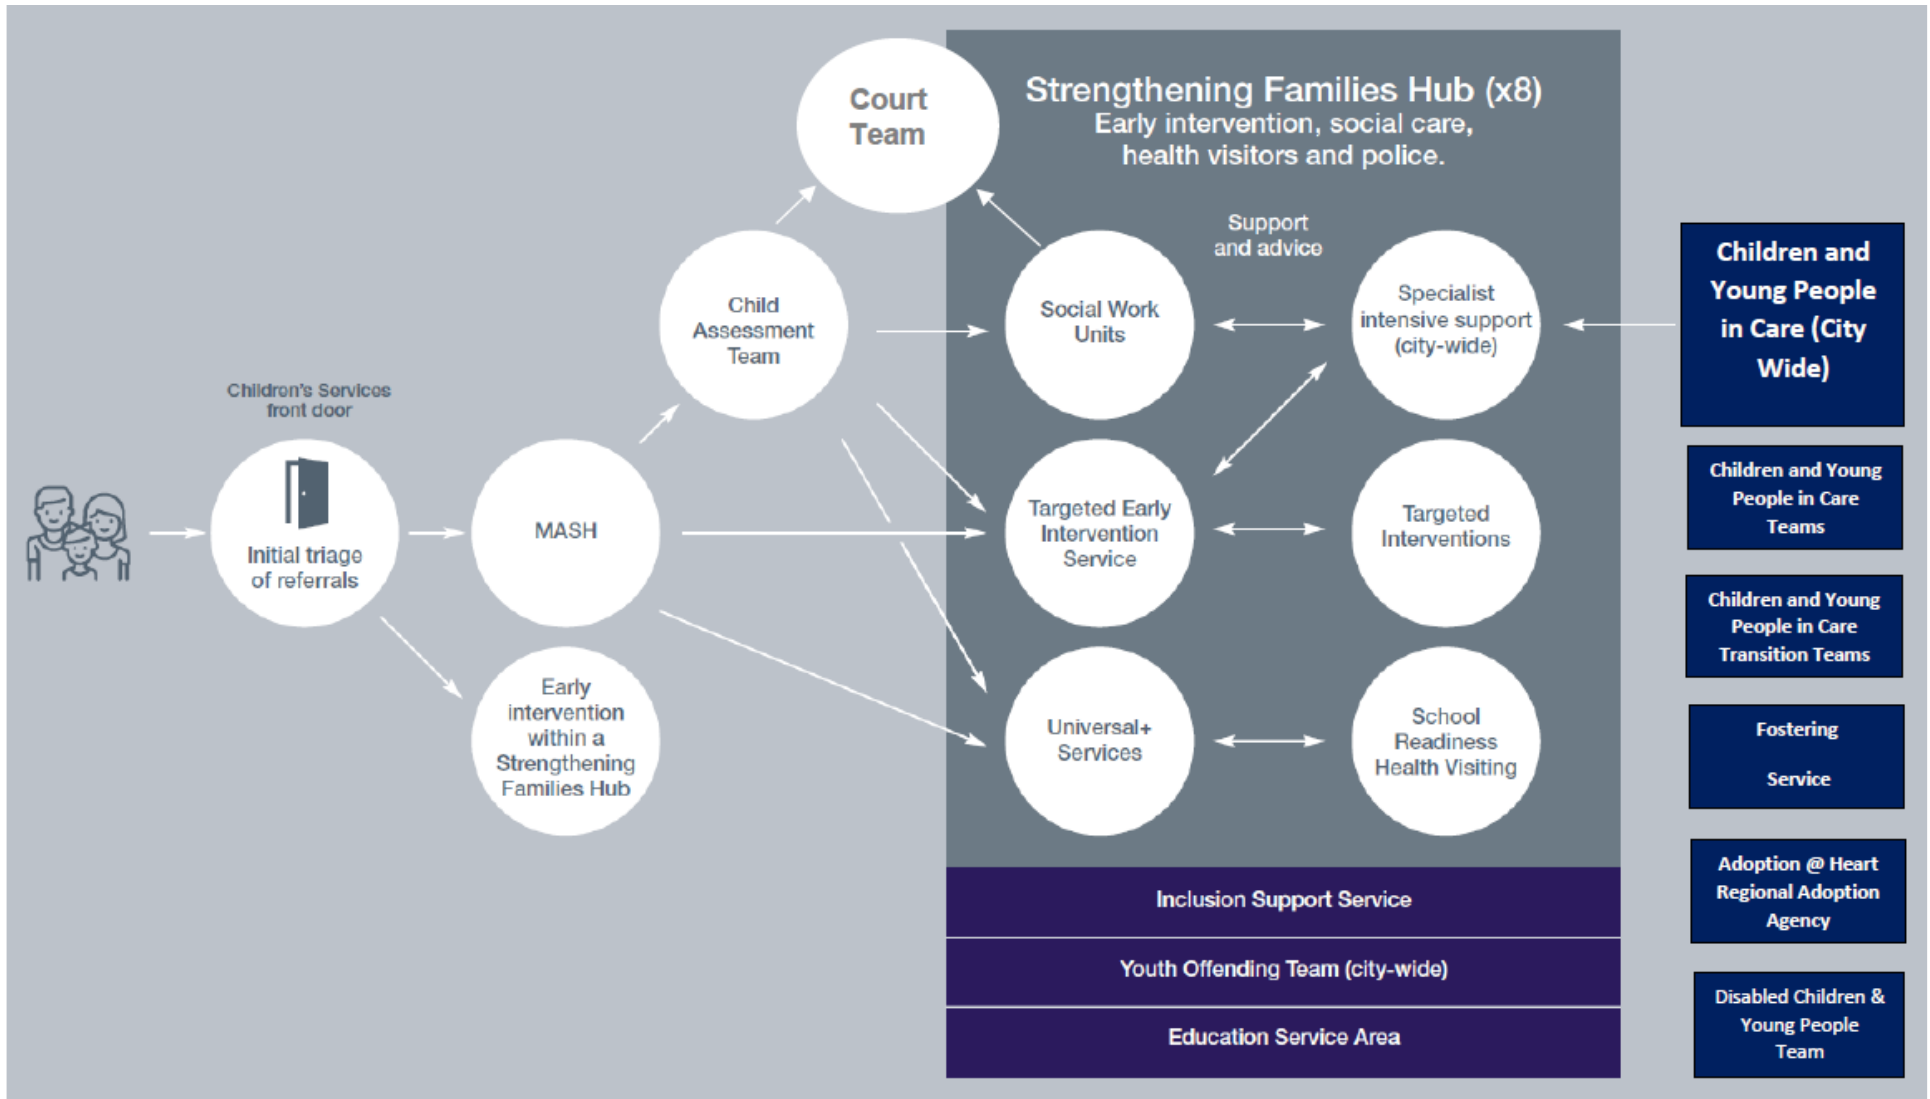 Court
Team
Strengthening Families Hub (x8)
Early intervention, social care,
health visitors and police.
Support
and advice
Child
Assessment
Team
Social Work
Units
Specialist
intensive support
(city-wide)
Children and
Young People
in Care (City
Wide)
Children's Services
front door
Initial triage
of referrals
MASH
Targeted Early
Intervention
Service
Targeted
Interventions
Children and Young
People in Care
Teams
Children and Young
People in Care
Transition Teams
Early
intervention
within a
Strengthening
Families Hub
Universal+
Services
School
Readiness
Health Visiting
Fostering
Service
Inclusion Support Service
Youth Offending Team (city-wide)
Education Service Area
Adoption @ Heart
Regional Adoption
Agency
Disabled Children &
Young People
Team